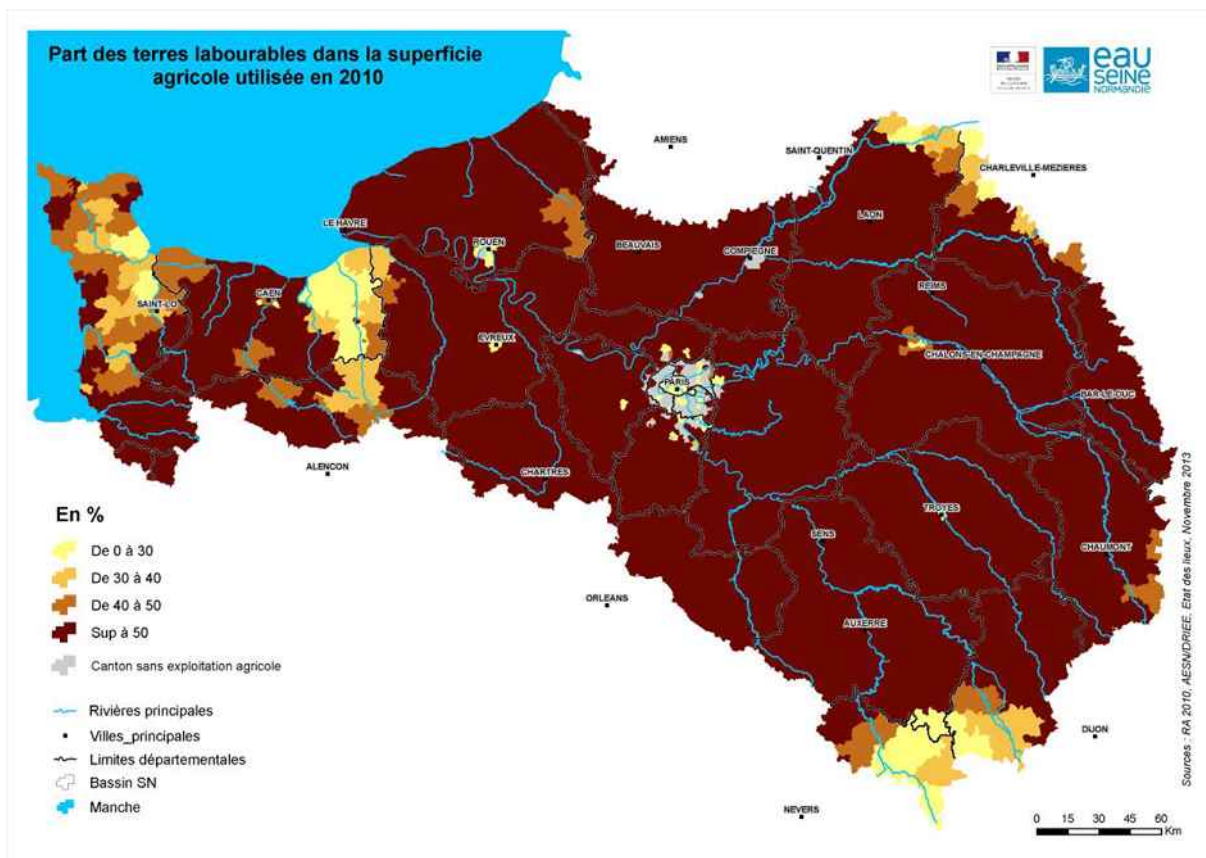 Part des terres labourables dans la superficie
agricole utilisée en 2010
eau
SEINE
NORMANDIE
AMIENS
SAINT-QUENTIN
CHARLEVILLE-MEZIERES
LAON
LE HAVRE
ROUEN
BEAUVAIS
COMPIEGNE
REIMS
SAINT-LO
CAEN
EVREUX
CHALONS-EN-CHAMPAGNE
PARIS
BAR-LE-DUC
ALENCON
CHARTRES
TROYES
SENS
CHAUMONT
ORLEANS
AUXERRE
DIJON
NEVERS
En %
De 0 à 30
De 30 à 40
De 40 à 50
Sup à 50
Canton sans exploitation agricole
Rivières principales
Villes_principales
Limites départementales
Bassin SN
Manche
0 15 30 45 60
Km
Sources : RA 2010, AESN/DRIEE, Etat des lieux, Novembre 2013